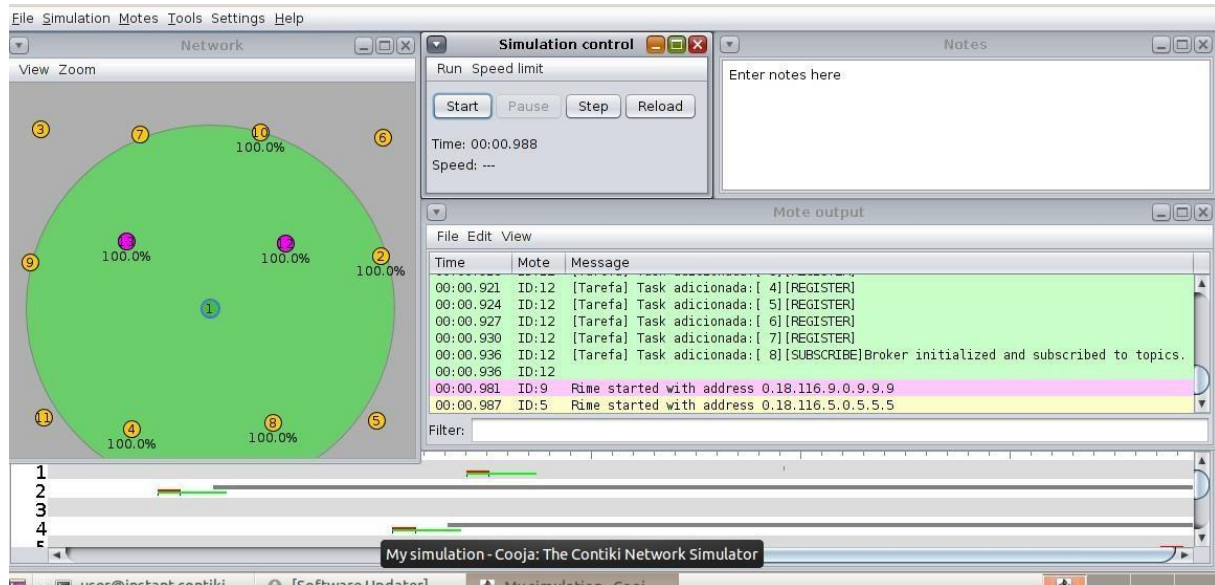 File Simulation Motes Tools Settings Help
Network
View Zoom
3
7
10
100.0%
6
13
100.0%
12
100.0%
9
2
100.0%
1
11
4
100.0%
8
100.0%
5
Simulation control
Run Speed limit
Start Pause Step Reload
Time: 00:00.988
Speed: ---
Notes
Enter notes here
Mote output
File Edit View
Time Mote Message
00:00.921 ID:12 [Tarefa] Task adicionada:[ 4][REGISTER]
00:00.924 ID:12 [Tarefa] Task adicionada:[ 5][REGISTER]
00:00.927 ID:12 [Tarefa] Task adicionada:[ 6][REGISTER]
00:00.930 ID:12 [Tarefa] Task adicionada:[ 7][REGISTER]
00:00.936 ID:12 [Tarefa] Task adicionada:[ 8][SUBSCRIBE]Broker initialized and subscribed to topics.
00:00.936 ID:12
00:00.981 ID:9 Rime started with address 0.18.116.9.0.9.9.9
00:00.987 ID:5 Rime started with address 0.18.116.5.0.5.5.5
Filter:
1
2
3
4
My simulation - Cooja: The Contiki Network Simulator